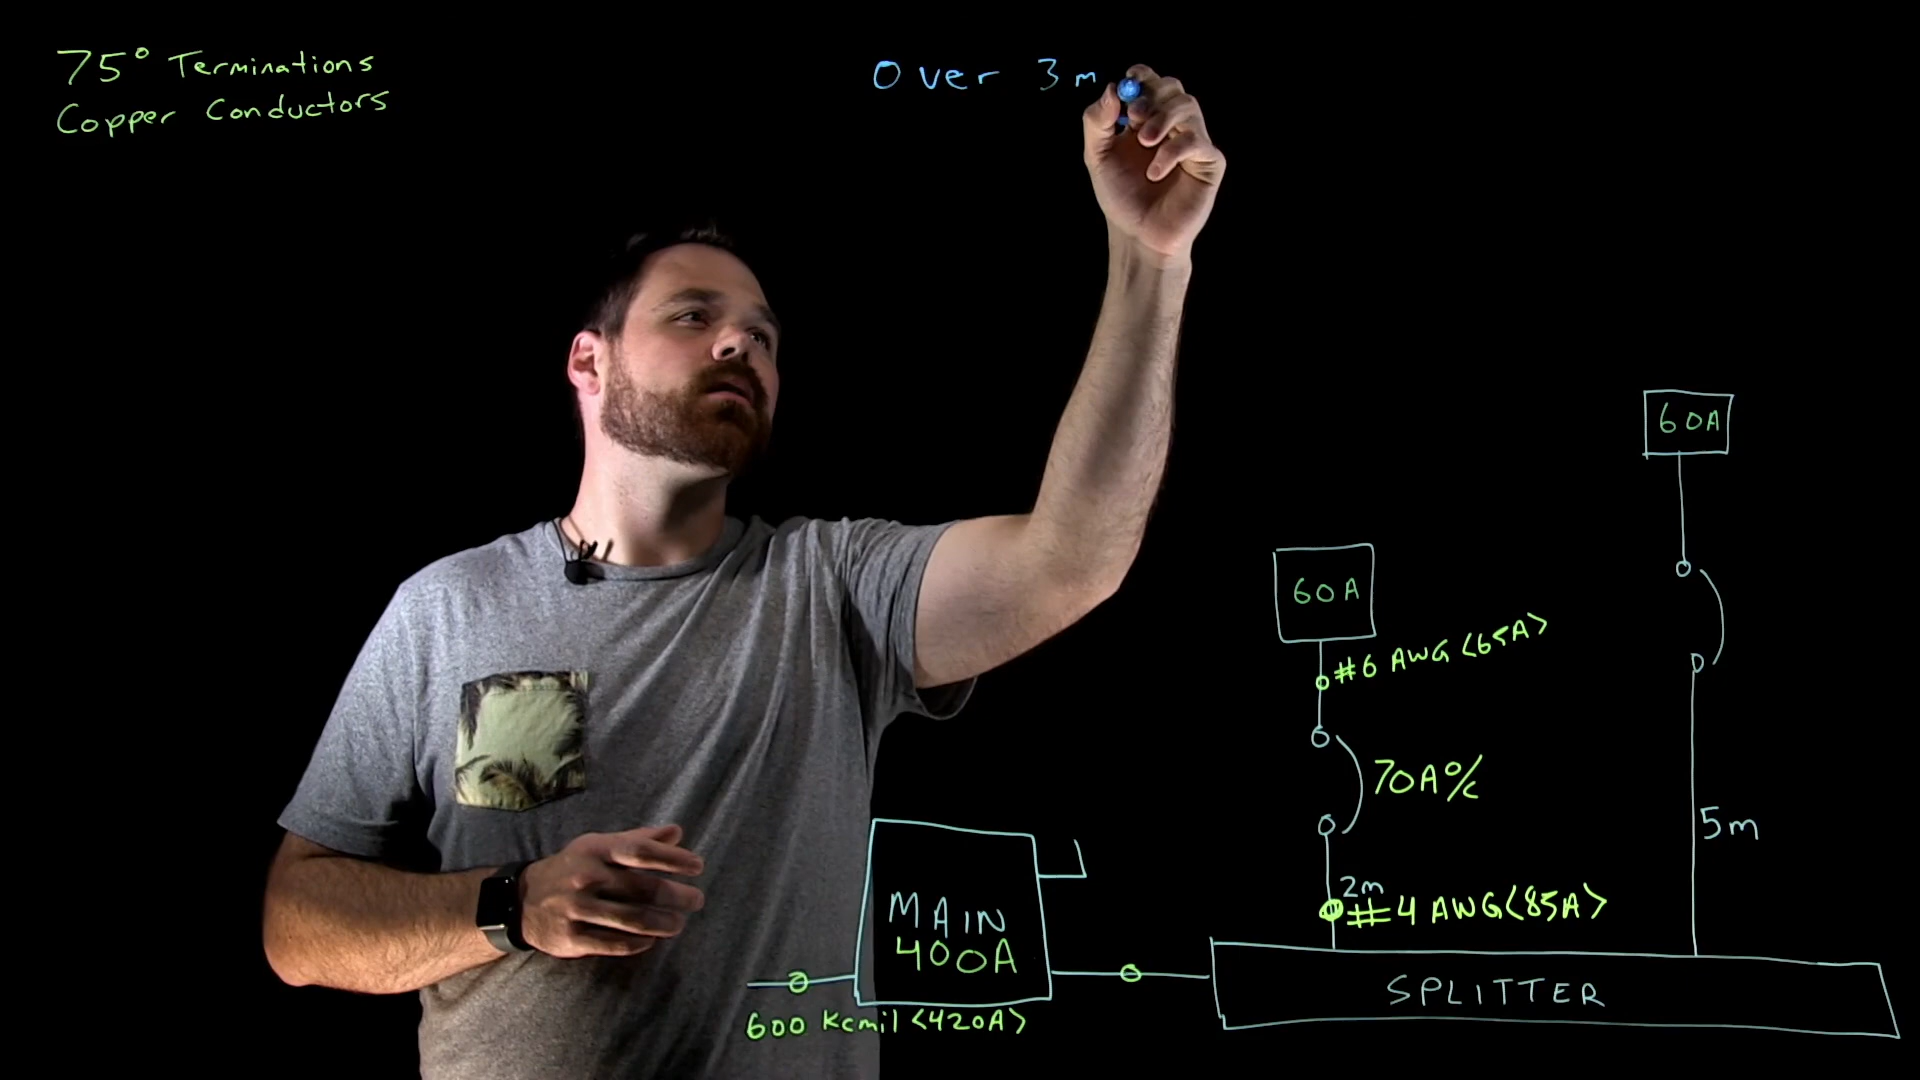 75° Terminations
Copper Conductors
Over 3m
60A
60A
#6 AWG <65A>
70A%
5m
2m
#4 AWG <85A>
MAIN
400A
SPLITTER
600 Kcmil <420A>